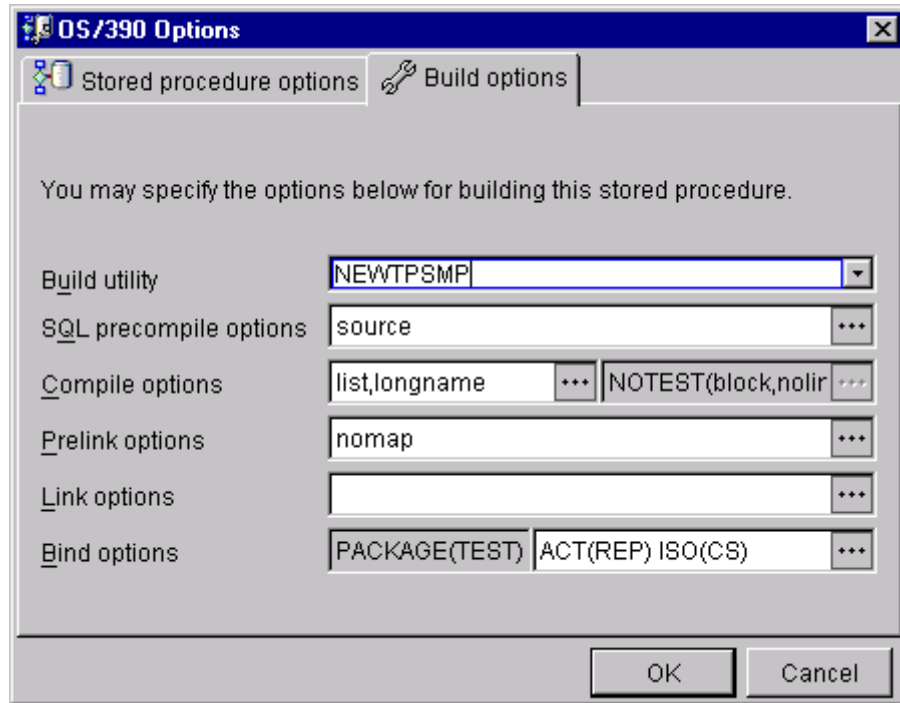 OS/390 Options
Stored procedure options Build options
You may specify the options below for building this stored procedure.
Build utility NEWTPSMP
SQL precompile options source
Compile options list,longname NOTEST(block,nolin
Prelink options nomap
Link options
Bind options PACKAGE(TEST) ACT(REP) ISO(CS)
OK Cancel